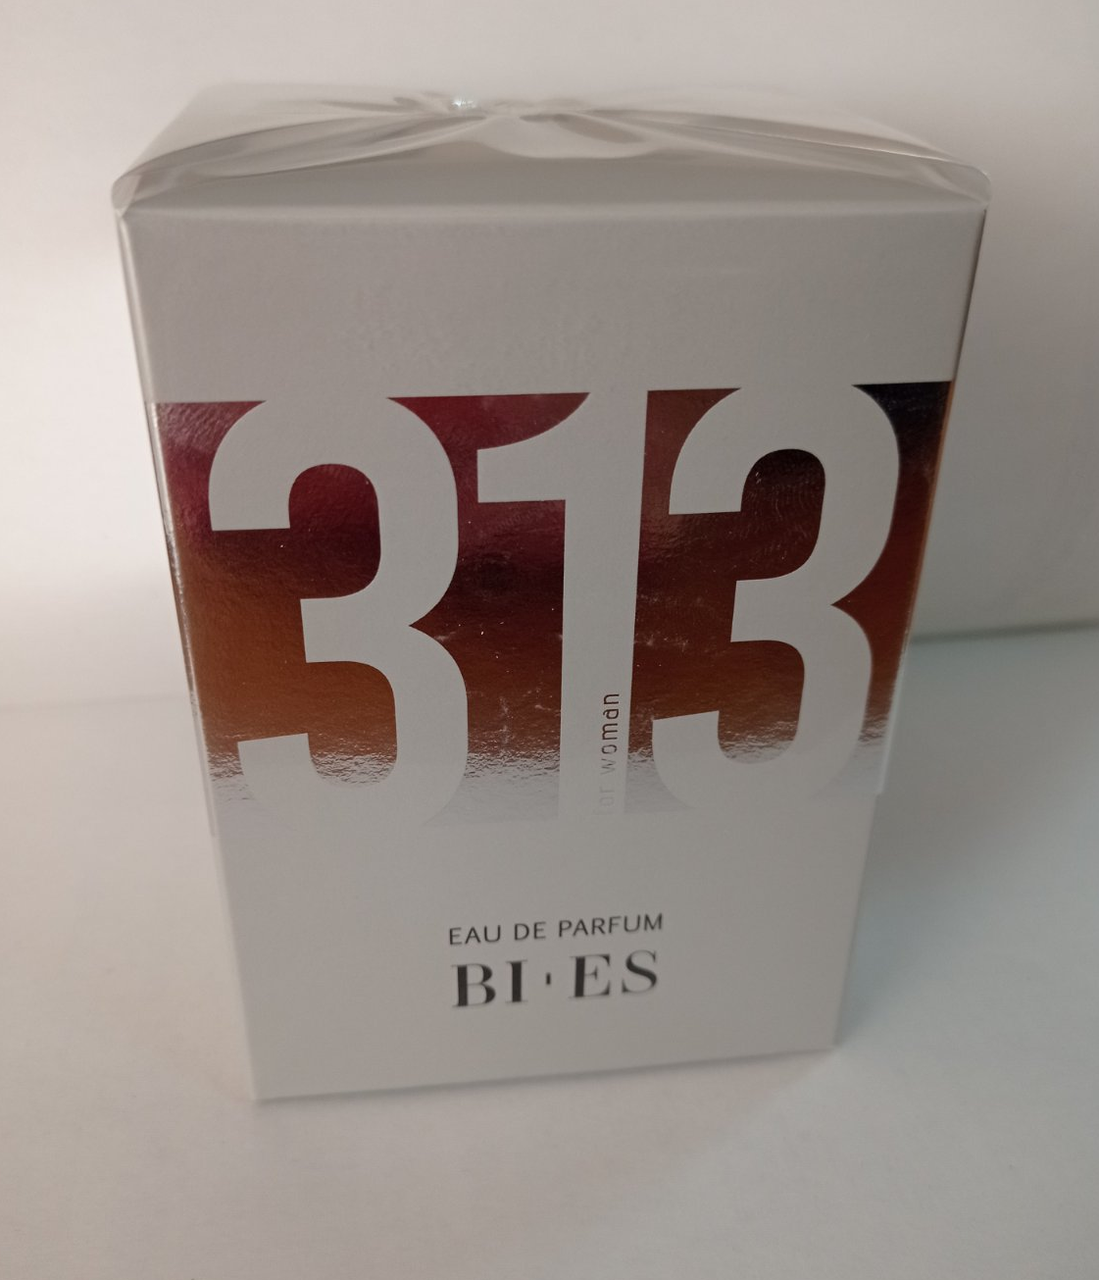 313
for woman
EAU DE PARFUM
BI·ES